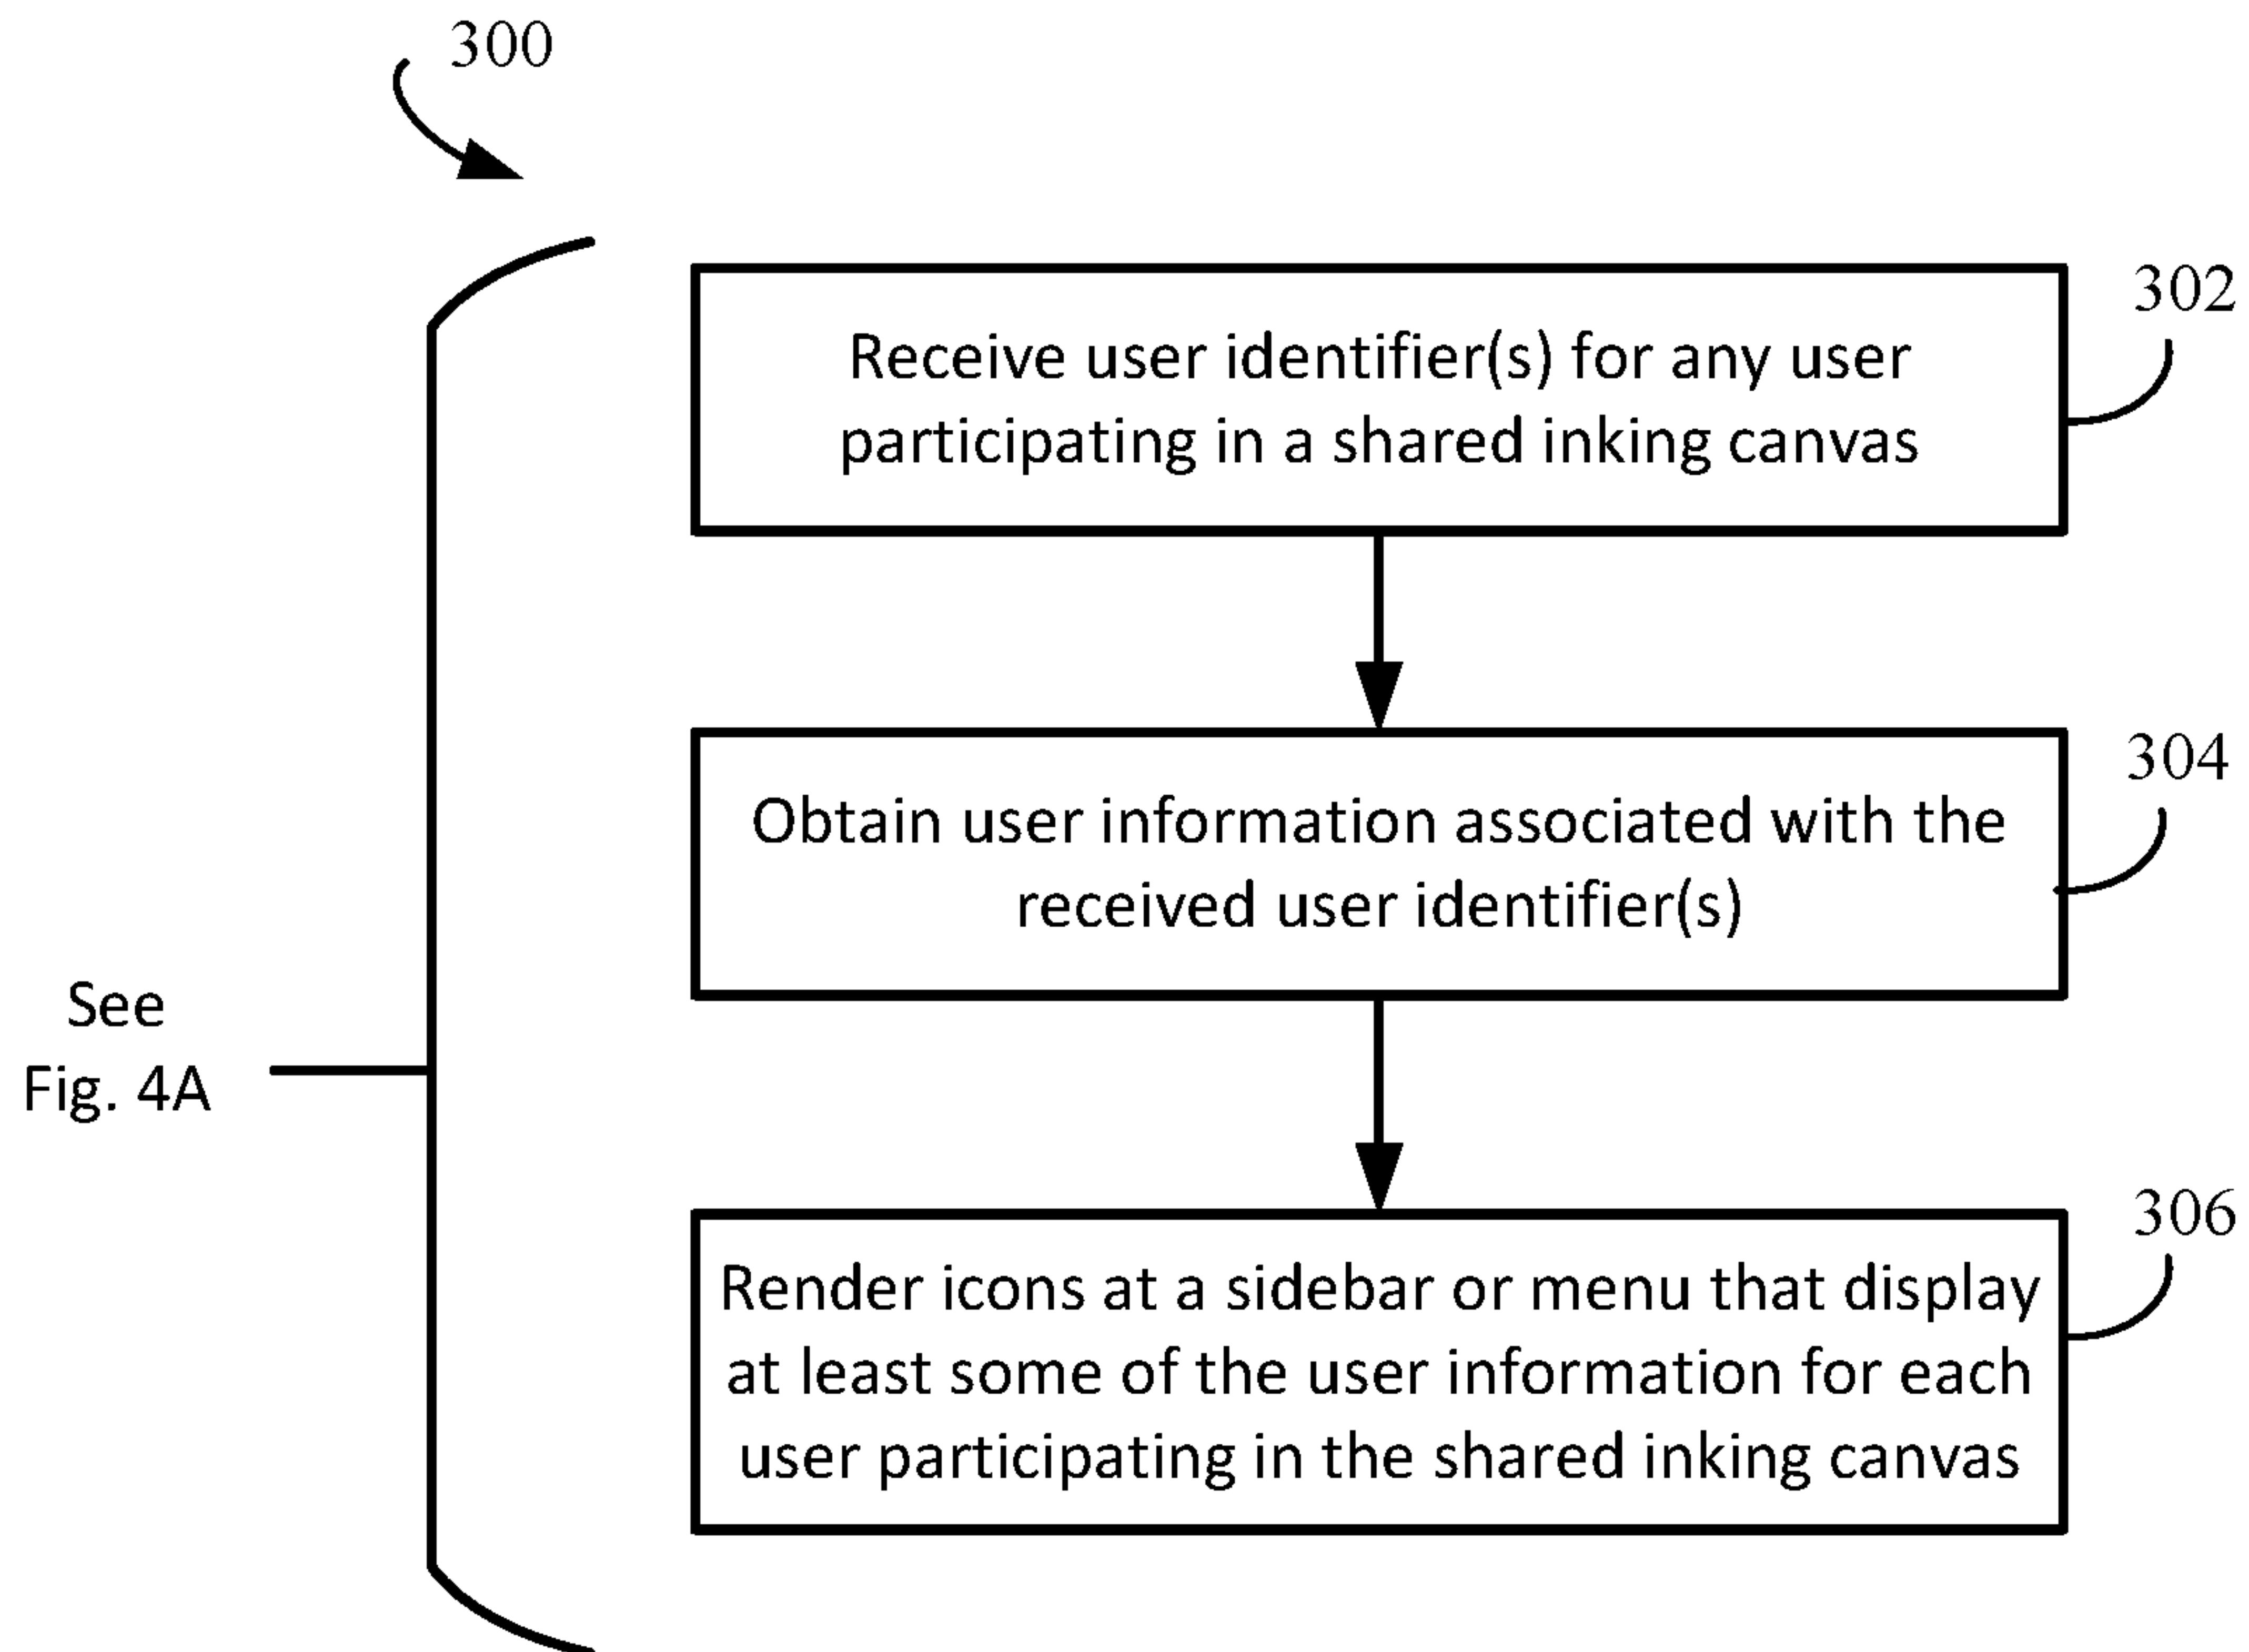 300
302
Receive user identifier(s) for any user
participating in a shared inking canvas
304
Obtain user information associated with the
received user identifier(s)
See
Fig. 4A
306
Render icons at a sidebar or menu that display
at least some of the user information for each
user participating in the shared inking canvas